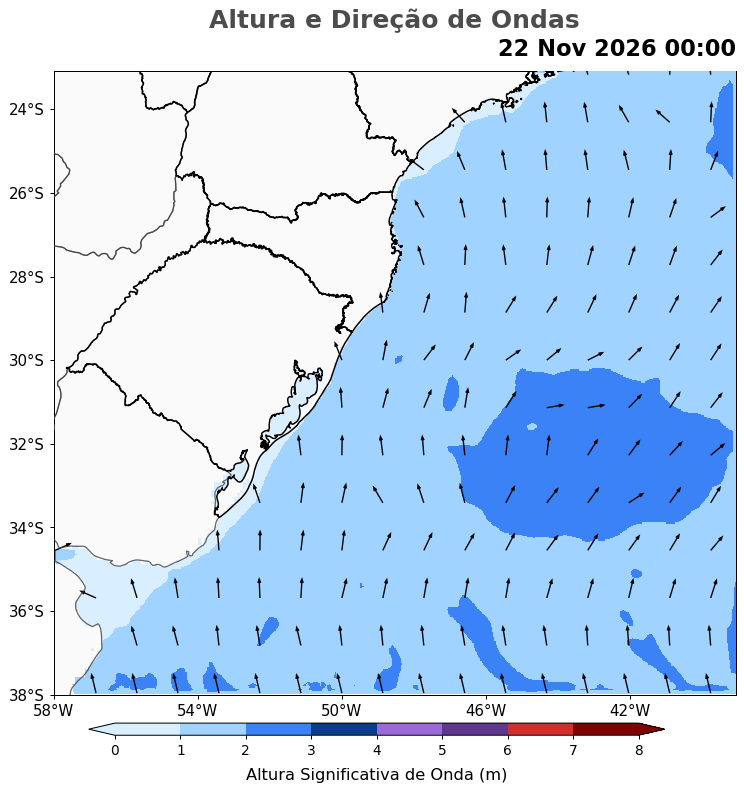 Altura e Direção de Ondas
22 Nov 2026 00:00
24°S
26°S
28°S
30°S
32°S
34°S
36°S
38°S
58°W 54°W 50°W 46°W 42°W
0 1 2 3 4 5 6 7 8
Altura Significativa de Onda (m)